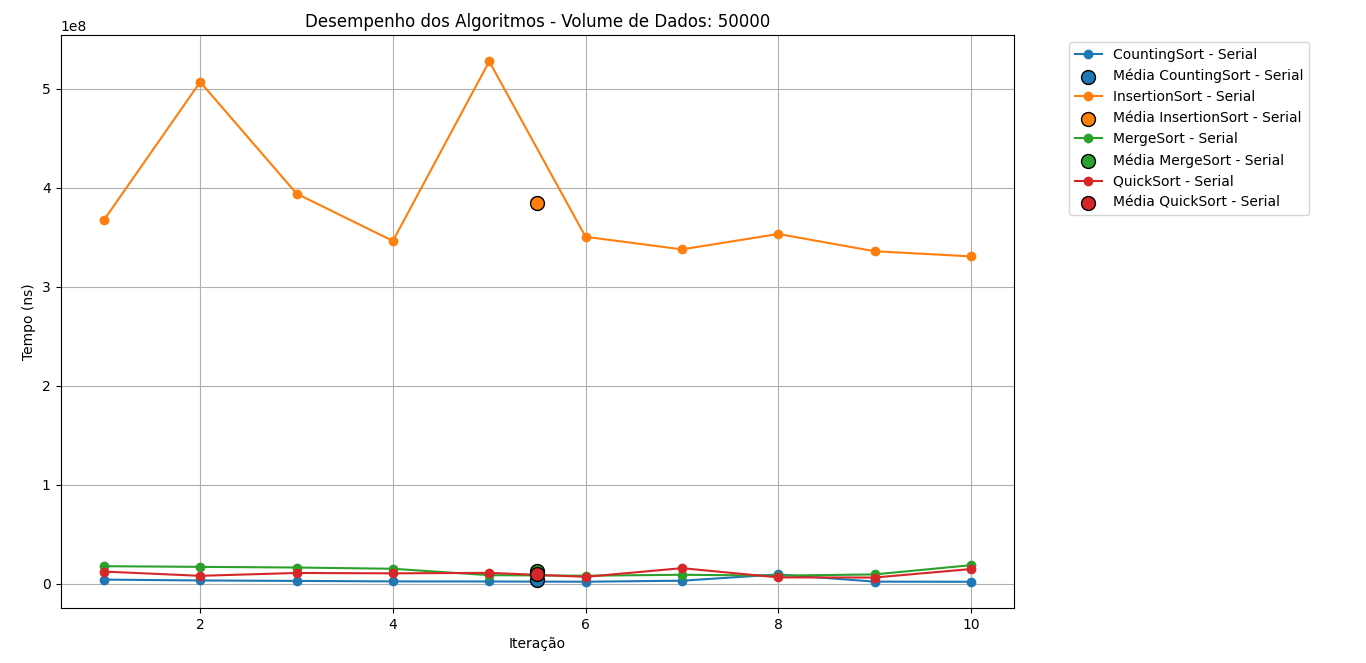 Desempenho dos Algoritmos - Volume de Dados: 50000
1e8
5
4
3
2
1
0
Tempo (ns)
2 4 6 8 10
Iteração
CountingSort - Serial
Média CountingSort - Serial
InsertionSort - Serial
Média InsertionSort - Serial
MergeSort - Serial
Média MergeSort - Serial
QuickSort - Serial
Média QuickSort - Serial